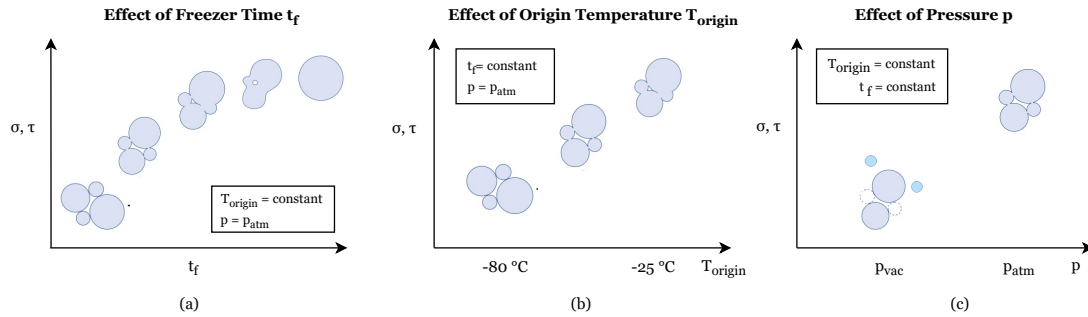 Effect of Freezer Time t_f
σ, τ
T_origin = constant
p = p_atm
t_f
(a)
Effect of Origin Temperature T_origin
σ, τ
t_f= constant
p = p_atm
-80 °C
-25 °C
T_origin
(b)
Effect of Pressure p
σ, τ
T_origin = constant
t_f = constant
p_vac
p_atm
p
(c)